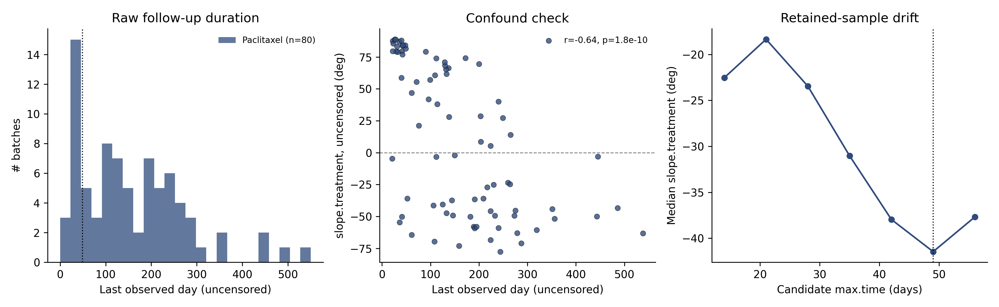 Raw follow-up duration
Paclitaxel (n=80)
# batches
14
12
10
8
6
4
2
0
0 100 200 300 400 500
Last observed day (uncensored)
Confound check
r=-0.64, p=1.8e-10
slope.treatment, uncensored (deg)
75
50
25
0
−25
−50
−75
0 100 200 300 400 500
Last observed day (uncensored)
Retained-sample drift
Median slope.treatment (deg)
−20
−25
−30
−35
−40
20 30 40 50
Candidate max.time (days)